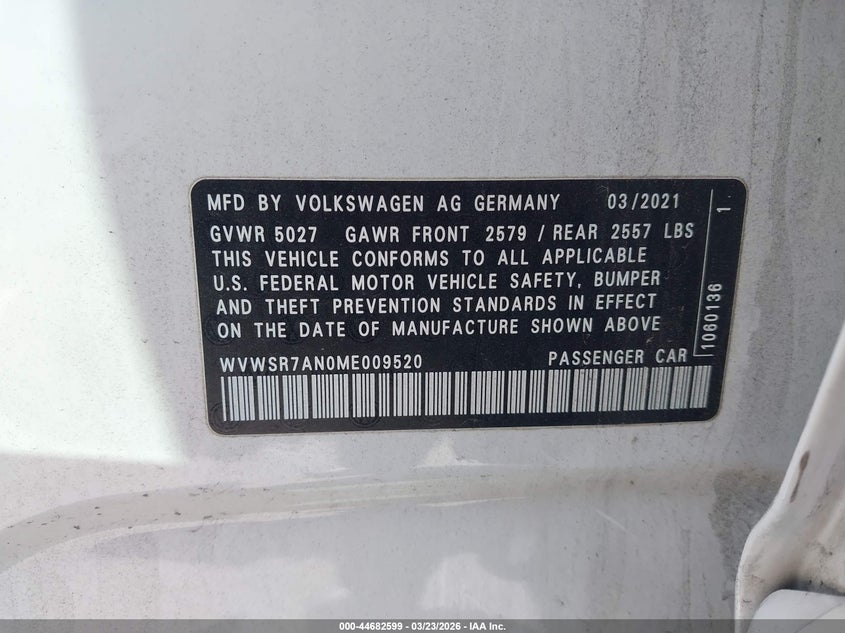 MFD BY VOLKSWAGEN AG GERMANY 03/2021
GVWR 5027 GAWR FRONT 2579 / REAR 2557 LBS
THIS VEHICLE CONFORMS TO ALL APPLICABLE
U.S. FEDERAL MOTOR VEHICLE SAFETY, BUMPER
AND THEFT PREVENTION STANDARDS IN EFFECT
ON THE DATE OF MANUFACTURE SHOWN ABOVE
WVWSR7AN0ME009520 PASSENGER CAR
1060136 1
000-44682599 - 03/23/2026 - IAA Inc.